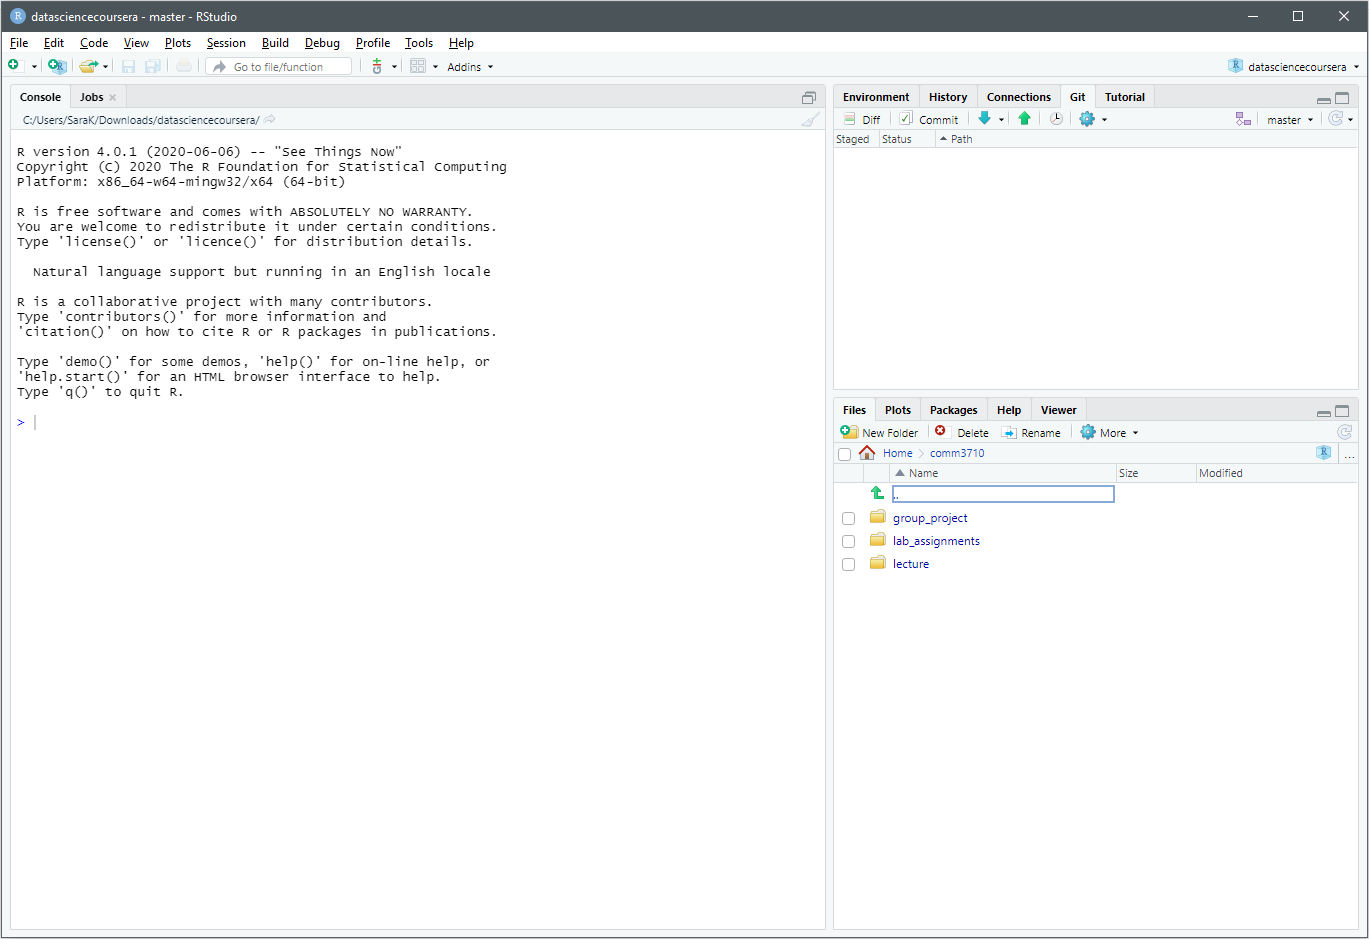 R datasciencecoursera - master - RStudio
File Edit Code View Plots Session Build Debug Profile Tools Help
R Go to file/function Addins R datasciencecoursera
Console Jobs
C:/Users/SaraK/Downloads/datasciencecoursera/
R version 4.0.1 (2020-06-06) -- "See Things Now"
Copyright (C) 2020 The R Foundation for Statistical Computing
Platform: x86_64-w64-mingw32/x64 (64-bit)
R is free software and comes with ABSOLUTELY NO WARRANTY.
You are welcome to redistribute it under certain conditions.
Type 'license()' or 'licence()' for distribution details.
Natural language support but running in an English locale
R is a collaborative project with many contributors.
Type 'contributors()' for more information and
'citation()' on how to cite R or R packages in publications.
Type 'demo()' for some demos, 'help()' for on-line help, or
'help.start()' for an HTML browser interface to help.
Type 'q()' to quit R.
>
Environment History Connections Git Tutorial
Diff Commit master
Staged Status Path
Files Plots Packages Help Viewer
New Folder Delete Rename More
Home comm3710 R ...
Name Size Modified
..
group_project
lab_assignments
lecture